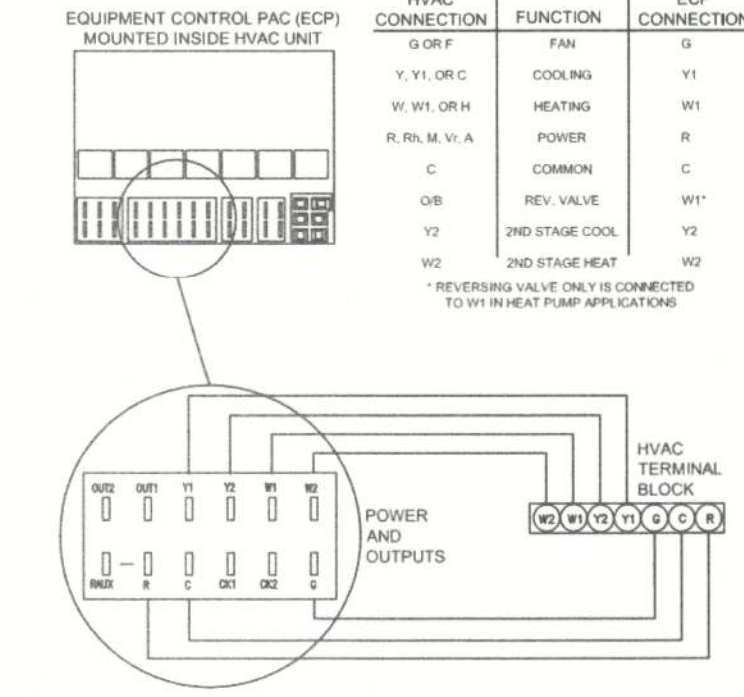 EQUIPMENT CONTROL PAC (ECP)
MOUNTED INSIDE HVAC UNIT
HVAC
CONNECTION
FUNCTION
ECP
CONNECTION
G OR F FAN G
Y, Y1, OR C COOLING Y1
W, W1, OR H HEATING W1
R, Rh, M, Vr, A POWER R
C COMMON C
O/B REV. VALVE W1*
Y2 2ND STAGE COOL Y2
W2 2ND STAGE HEAT W2
* REVERSING VALVE ONLY IS CONNECTED
TO W1 IN HEAT PUMP APPLICATIONS
OUT2 OUT1 Y1 Y2 W1 W2
RAUX R C CK1 CK2 G
POWER
AND
OUTPUTS
HVAC
TERMINAL
BLOCK
W2 W1 Y2 Y1 G C R